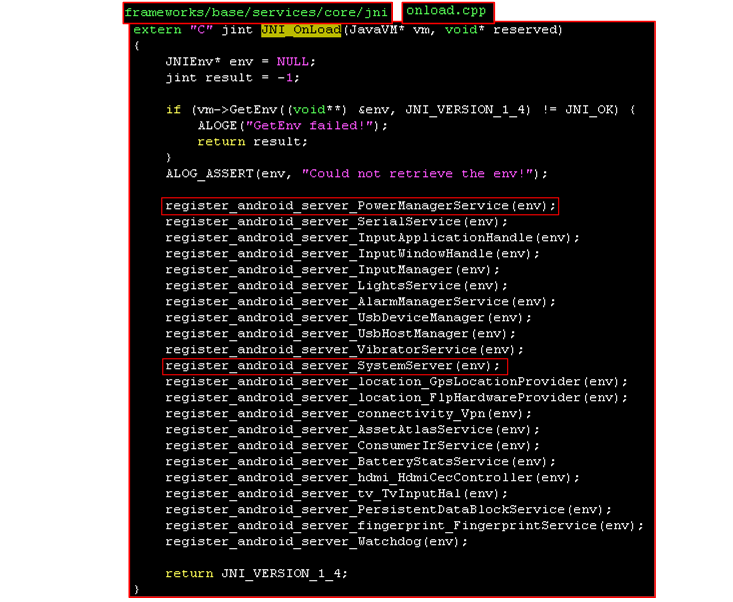 frameworks/base/services/core/jni onload.cpp
extern "C" jint JNI_OnLoad(JavaVM* vm, void* reserved)
{
    JNIEnv* env = NULL;
    jint result = -1;

    if (vm->GetEnv((void**) &env, JNI_VERSION_1_4) != JNI_OK) {
        ALOGE("GetEnv failed!");
        return result;
    }
    ALOG_ASSERT(env, "Could not retrieve the env!");

    register_android_server_PowerManagerService(env);
    register_android_server_SerialService(env);
    register_android_server_InputApplicationHandle(env);
    register_android_server_InputWindowHandle(env);
    register_android_server_InputManager(env);
    register_android_server_LightsService(env);
    register_android_server_AlarmManagerService(env);
    register_android_server_UsbDeviceManager(env);
    register_android_server_UsbHostManager(env);
    register_android_server_VibratorService(env);
    register_android_server_SystemServer(env);
    register_android_server_location_GpsLocationProvider(env);
    register_android_server_location_FlpHardwareProvider(env);
    register_android_server_connectivity_Vpn(env);
    register_android_server_AssetAtlasService(env);
    register_android_server_ConsumerIrService(env);
    register_android_server_BatteryStatsService(env);
    register_android_server_hdmi_HdmiCecController(env);
    register_android_server_tv_TvInputHal(env);
    register_android_server_PersistentDataBlockService(env);
    register_android_server_fingerprint_FingerprintService(env);
    register_android_server_Watchdog(env);

    return JNI_VERSION_1_4;
}